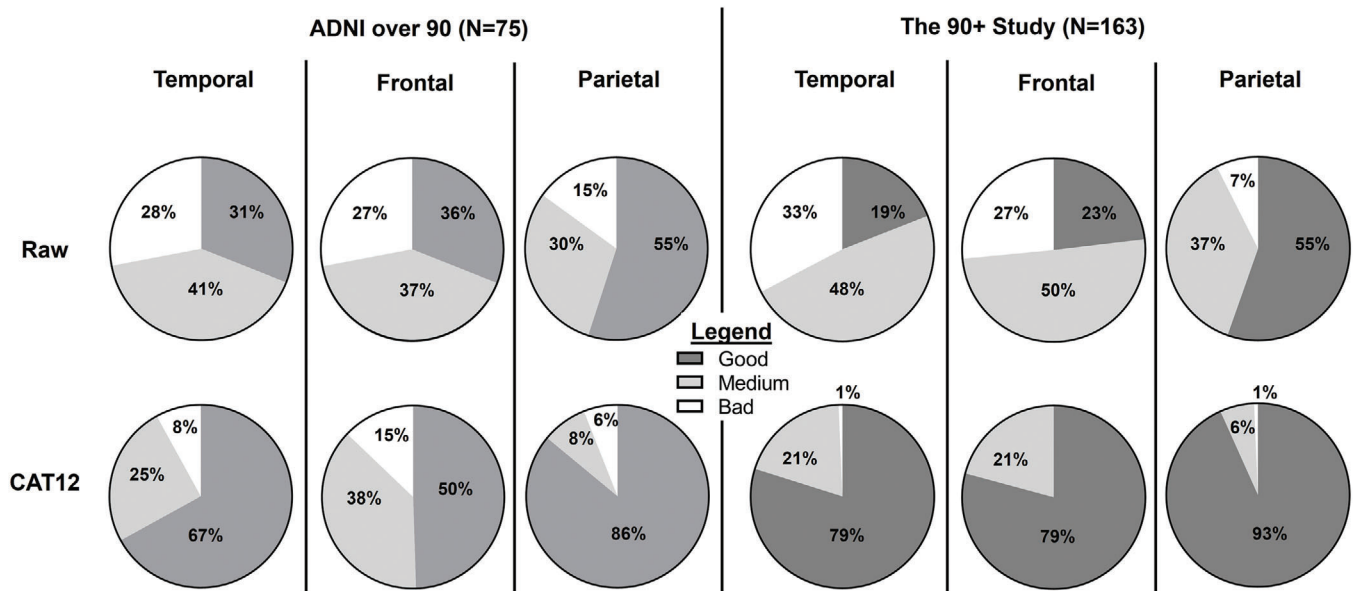 ADNI over 90 (N=75)
The 90+ Study (N=163)
Temporal
Frontal
Parietal
Temporal
Frontal
Parietal
Raw
28%
31%
41%
27%
36%
37%
15%
30%
55%
33%
19%
48%
27%
23%
50%
7%
37%
55%
Legend
Good
Medium
Bad
CAT12
8%
25%
67%
15%
38%
50%
6%
8%
86%
1%
21%
79%
21%
79%
1%
6%
93%